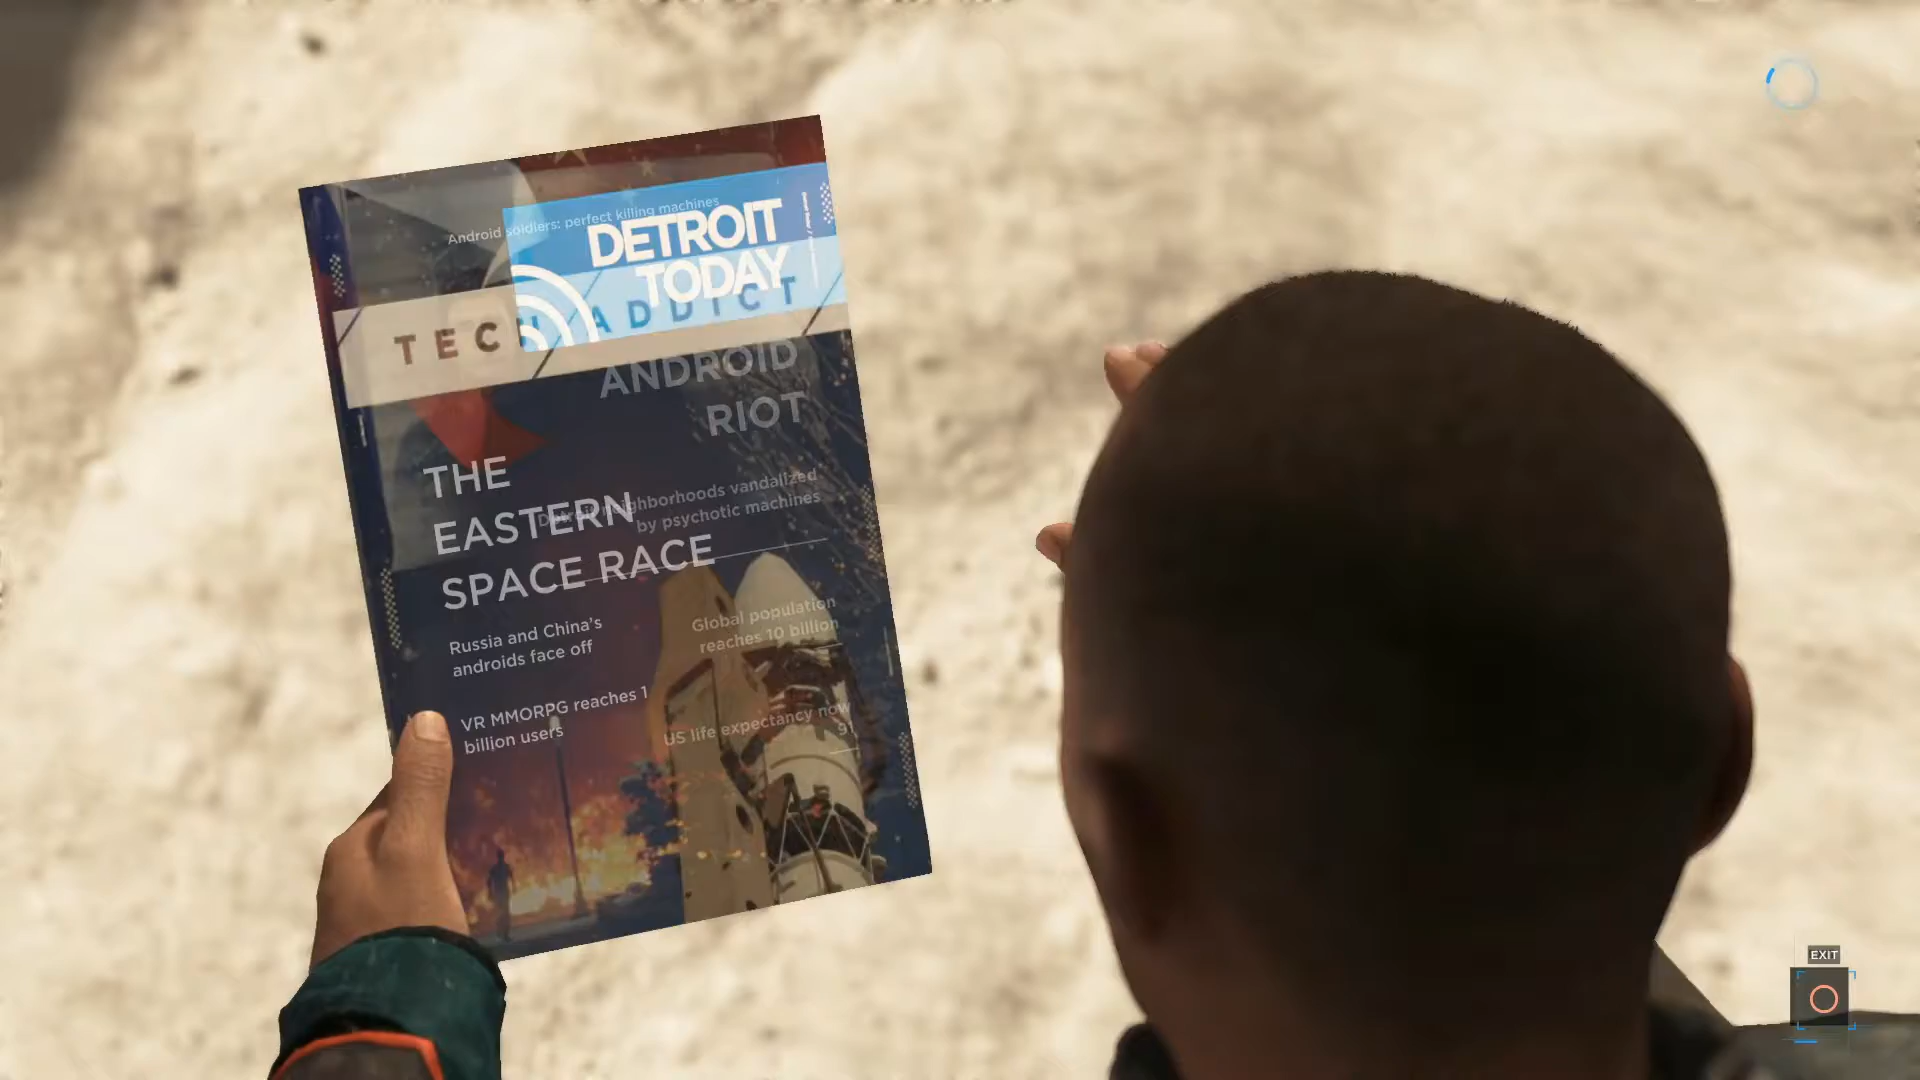 Android soldiers: perfect killing machines
DETROIT
TODAY
TECH ADDICT
ANDROID
RIOT
THE
EASTERN
SPACE RACE
Detroit neighborhoods vandalized
by psychotic machines
Russia and China's
androids face off
Global population
reaches 10 billion
VR MMORPG reaches 1
billion users
US life expectancy now
91
EXIT